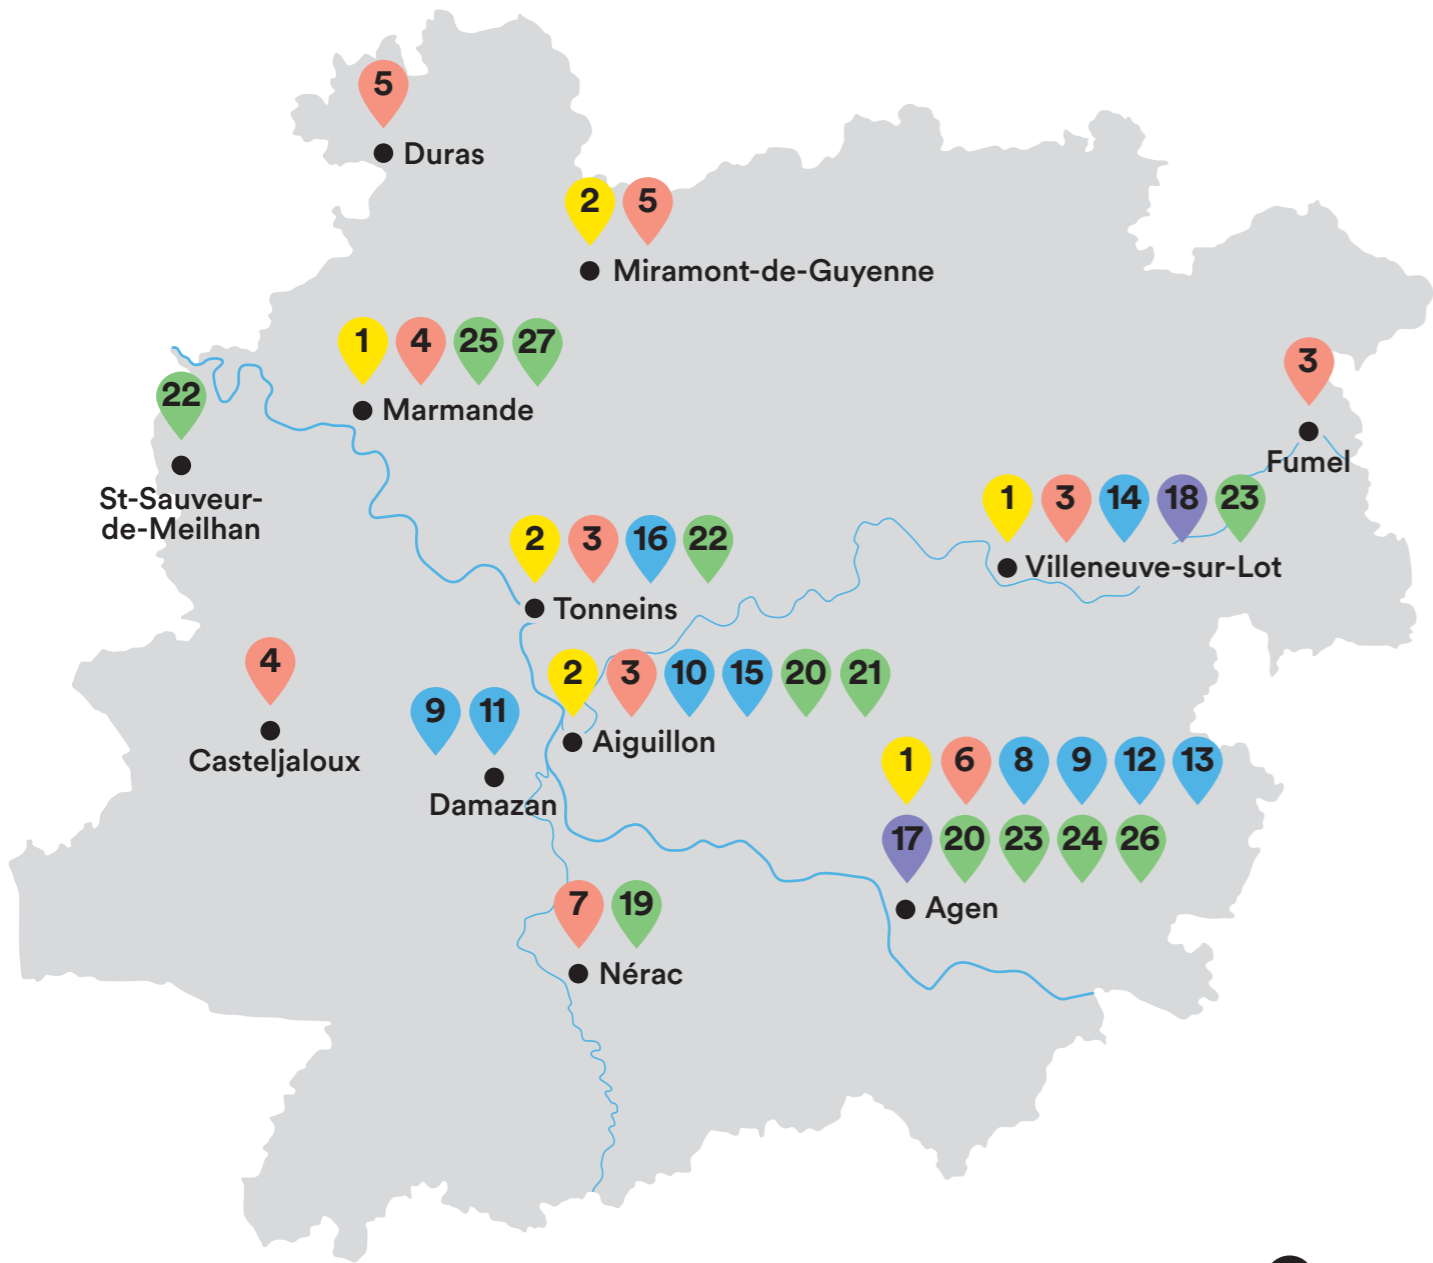 5
Duras
2 5
Miramont-de-Guyenne
1 4 25 27
Marmande
3
Fumel
22
St-Sauveur-
de-Meilhan
1 3 14 18 23
Villeneuve-sur-Lot
2 3 16 22
Tonneins
4
Casteljaloux
2 3 10 15 20 21
Aiguillon
9 11
Damazan
1 6 8 9 12 13
17 20 23 24 26
Agen
7 19
Nérac